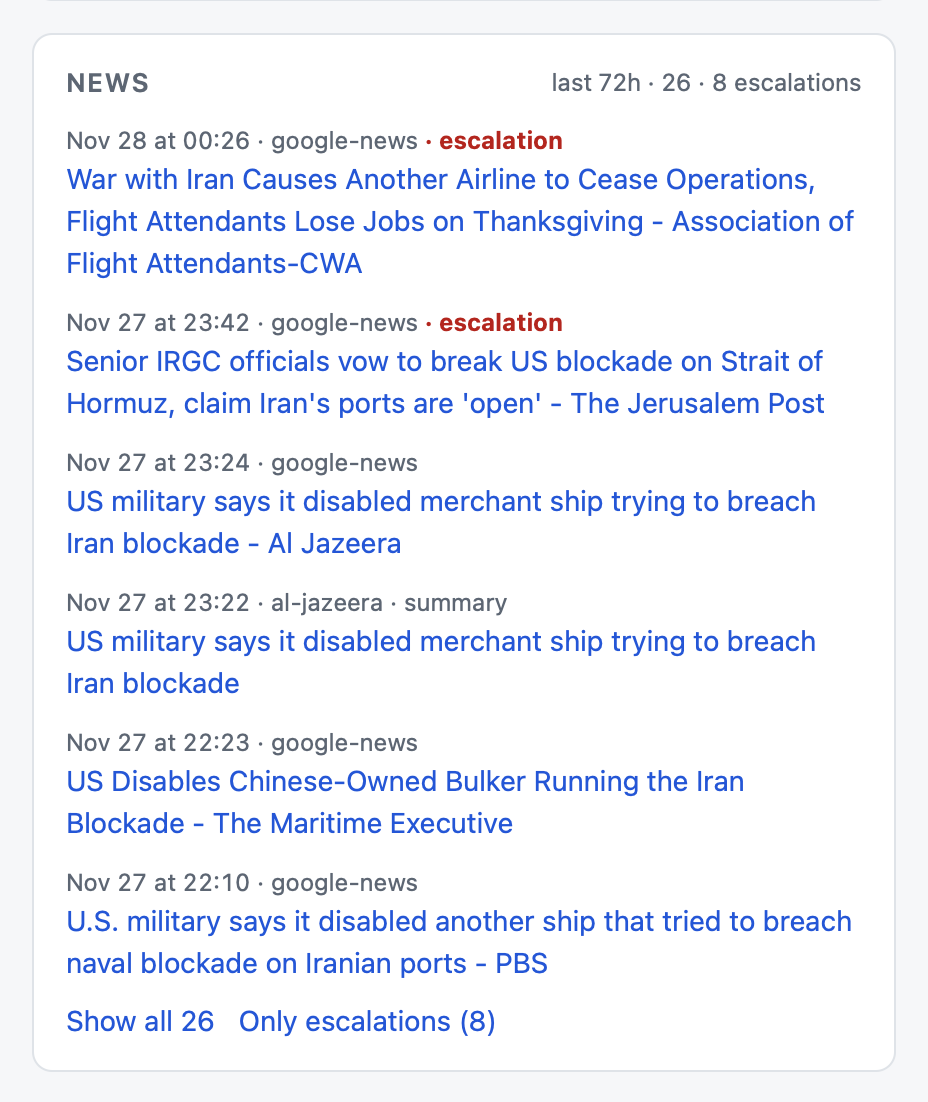 NEWS last 72h · 26 · 8 escalations
Nov 28 at 00:26 · google-news · escalation
War with Iran Causes Another Airline to Cease Operations,
Flight Attendants Lose Jobs on Thanksgiving - Association of
Flight Attendants-CWA
Nov 27 at 23:42 · google-news · escalation
Senior IRGC officials vow to break US blockade on Strait of
Hormuz, claim Iran's ports are 'open' - The Jerusalem Post
Nov 27 at 23:24 · google-news
US military says it disabled merchant ship trying to breach
Iran blockade - Al Jazeera
Nov 27 at 23:22 · al-jazeera · summary
US military says it disabled merchant ship trying to breach
Iran blockade
Nov 27 at 22:23 · google-news
US Disables Chinese-Owned Bulker Running the Iran
Blockade - The Maritime Executive
Nov 27 at 22:10 · google-news
U.S. military says it disabled another ship that tried to breach
naval blockade on Iranian ports - PBS
Show all 26 Only escalations (8)